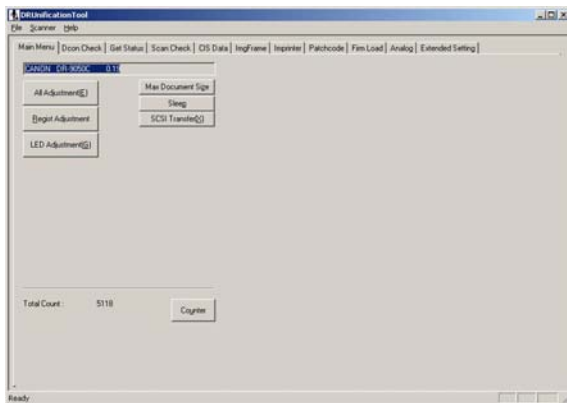 DRUnificationTool
File Scanner Help
Main Menu Dcon Check Get Status Scan Check CIS Data ImgFrame Imprinter Patchcode Firm Load Analog Extended Setting
CANON DR-9050C 0.19
All Adjustment(E) Max Document Size
Sleep
Regist Adjustment SCSI Transfer(X)
LED Adjustment(G)
Total Count : 5118 Counter
Ready